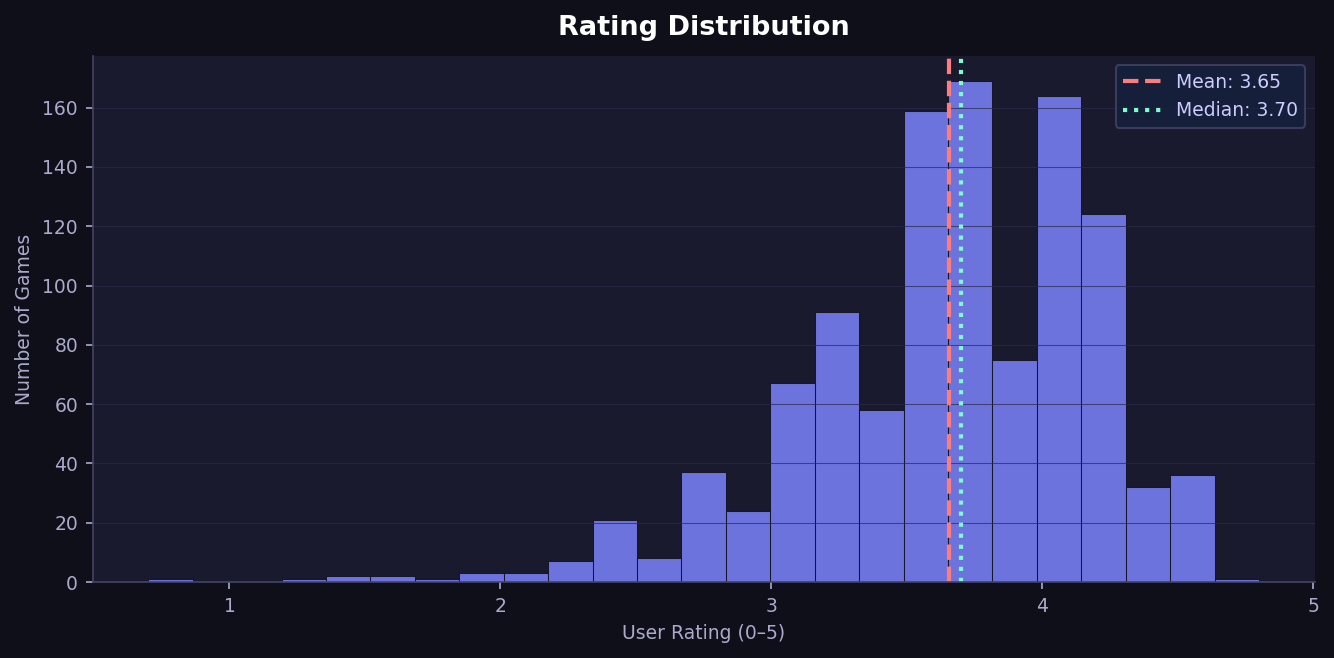 Rating Distribution
Mean: 3.65
Median: 3.70
Number of Games
160
140
120
100
80
60
40
20
0
1
2
3
4
5
User Rating (0–5)